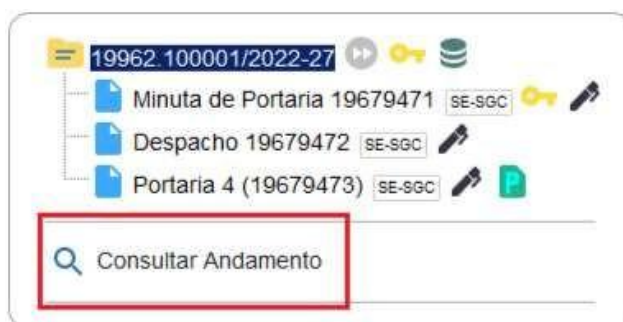 19962.100001/2022-27
Minuta de Portaria 19679471 SE-SGC
Despacho 19679472 SE-SGC
Portaria 4 (19679473) SE-SGC P
Consultar Andamento